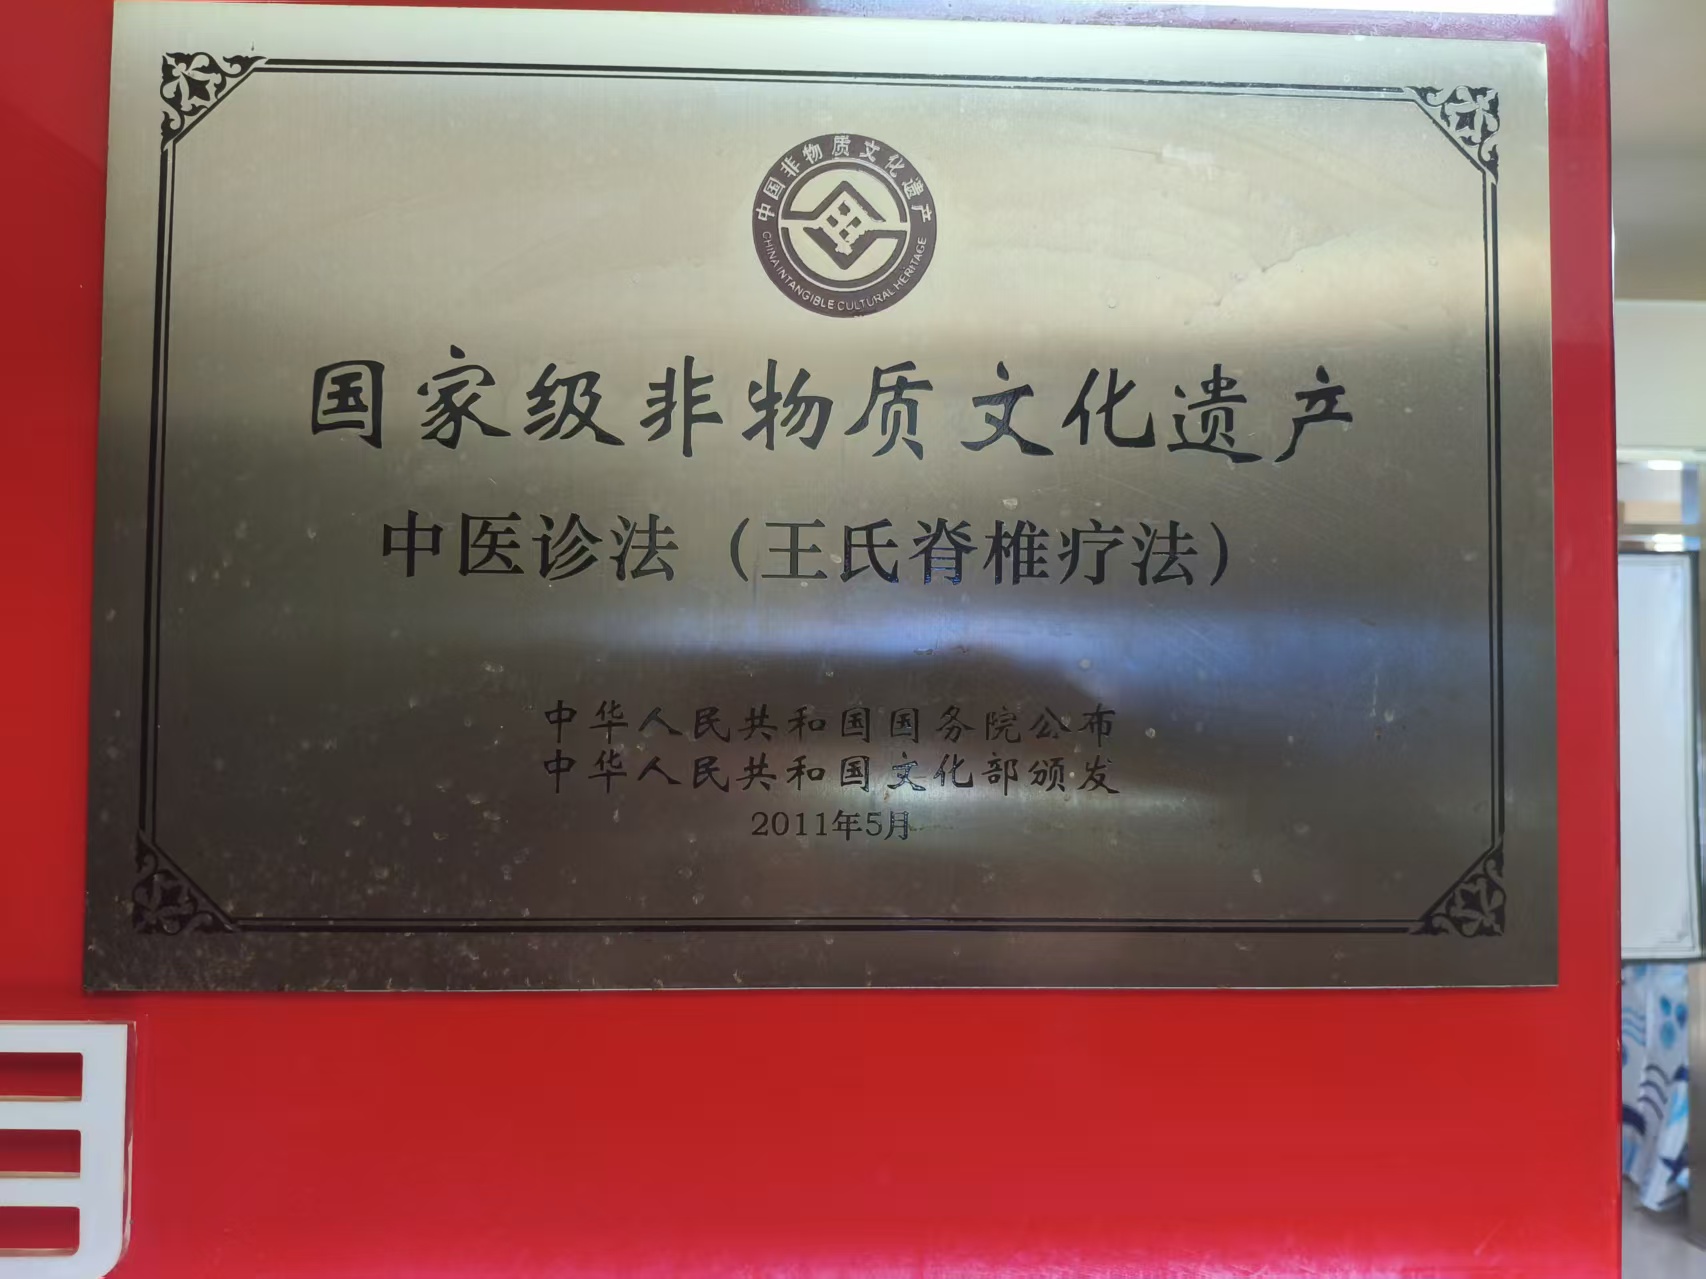 中国非物质文化遗产
CHINA INTANGIBLE CULTURAL HERITAGE
国家级非物质文化遗产
中医诊法（王氏脊椎疗法）
中华人民共和国国务院公布
中华人民共和国文化部颁发
2011年5月